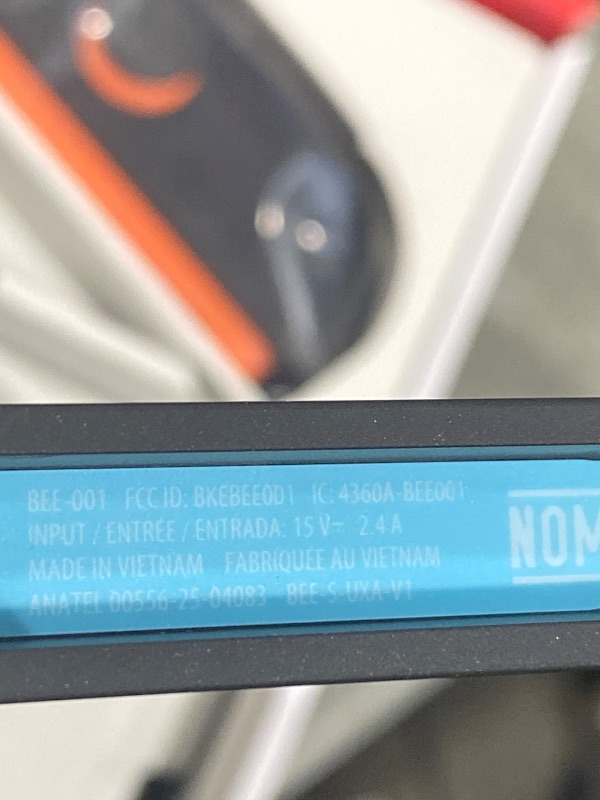 BEE-001 FCC ID: BKEBEE001 IC: 4360A-BEE001
INPUT / ENTRÉE / ENTRADA: 15 V⎓ 2.4 A
MADE IN VIETNAM FABRIQUÉE AU VIETNAM
ANATEL 00556-25-04083 BEE-S-UXA-V1
NOM